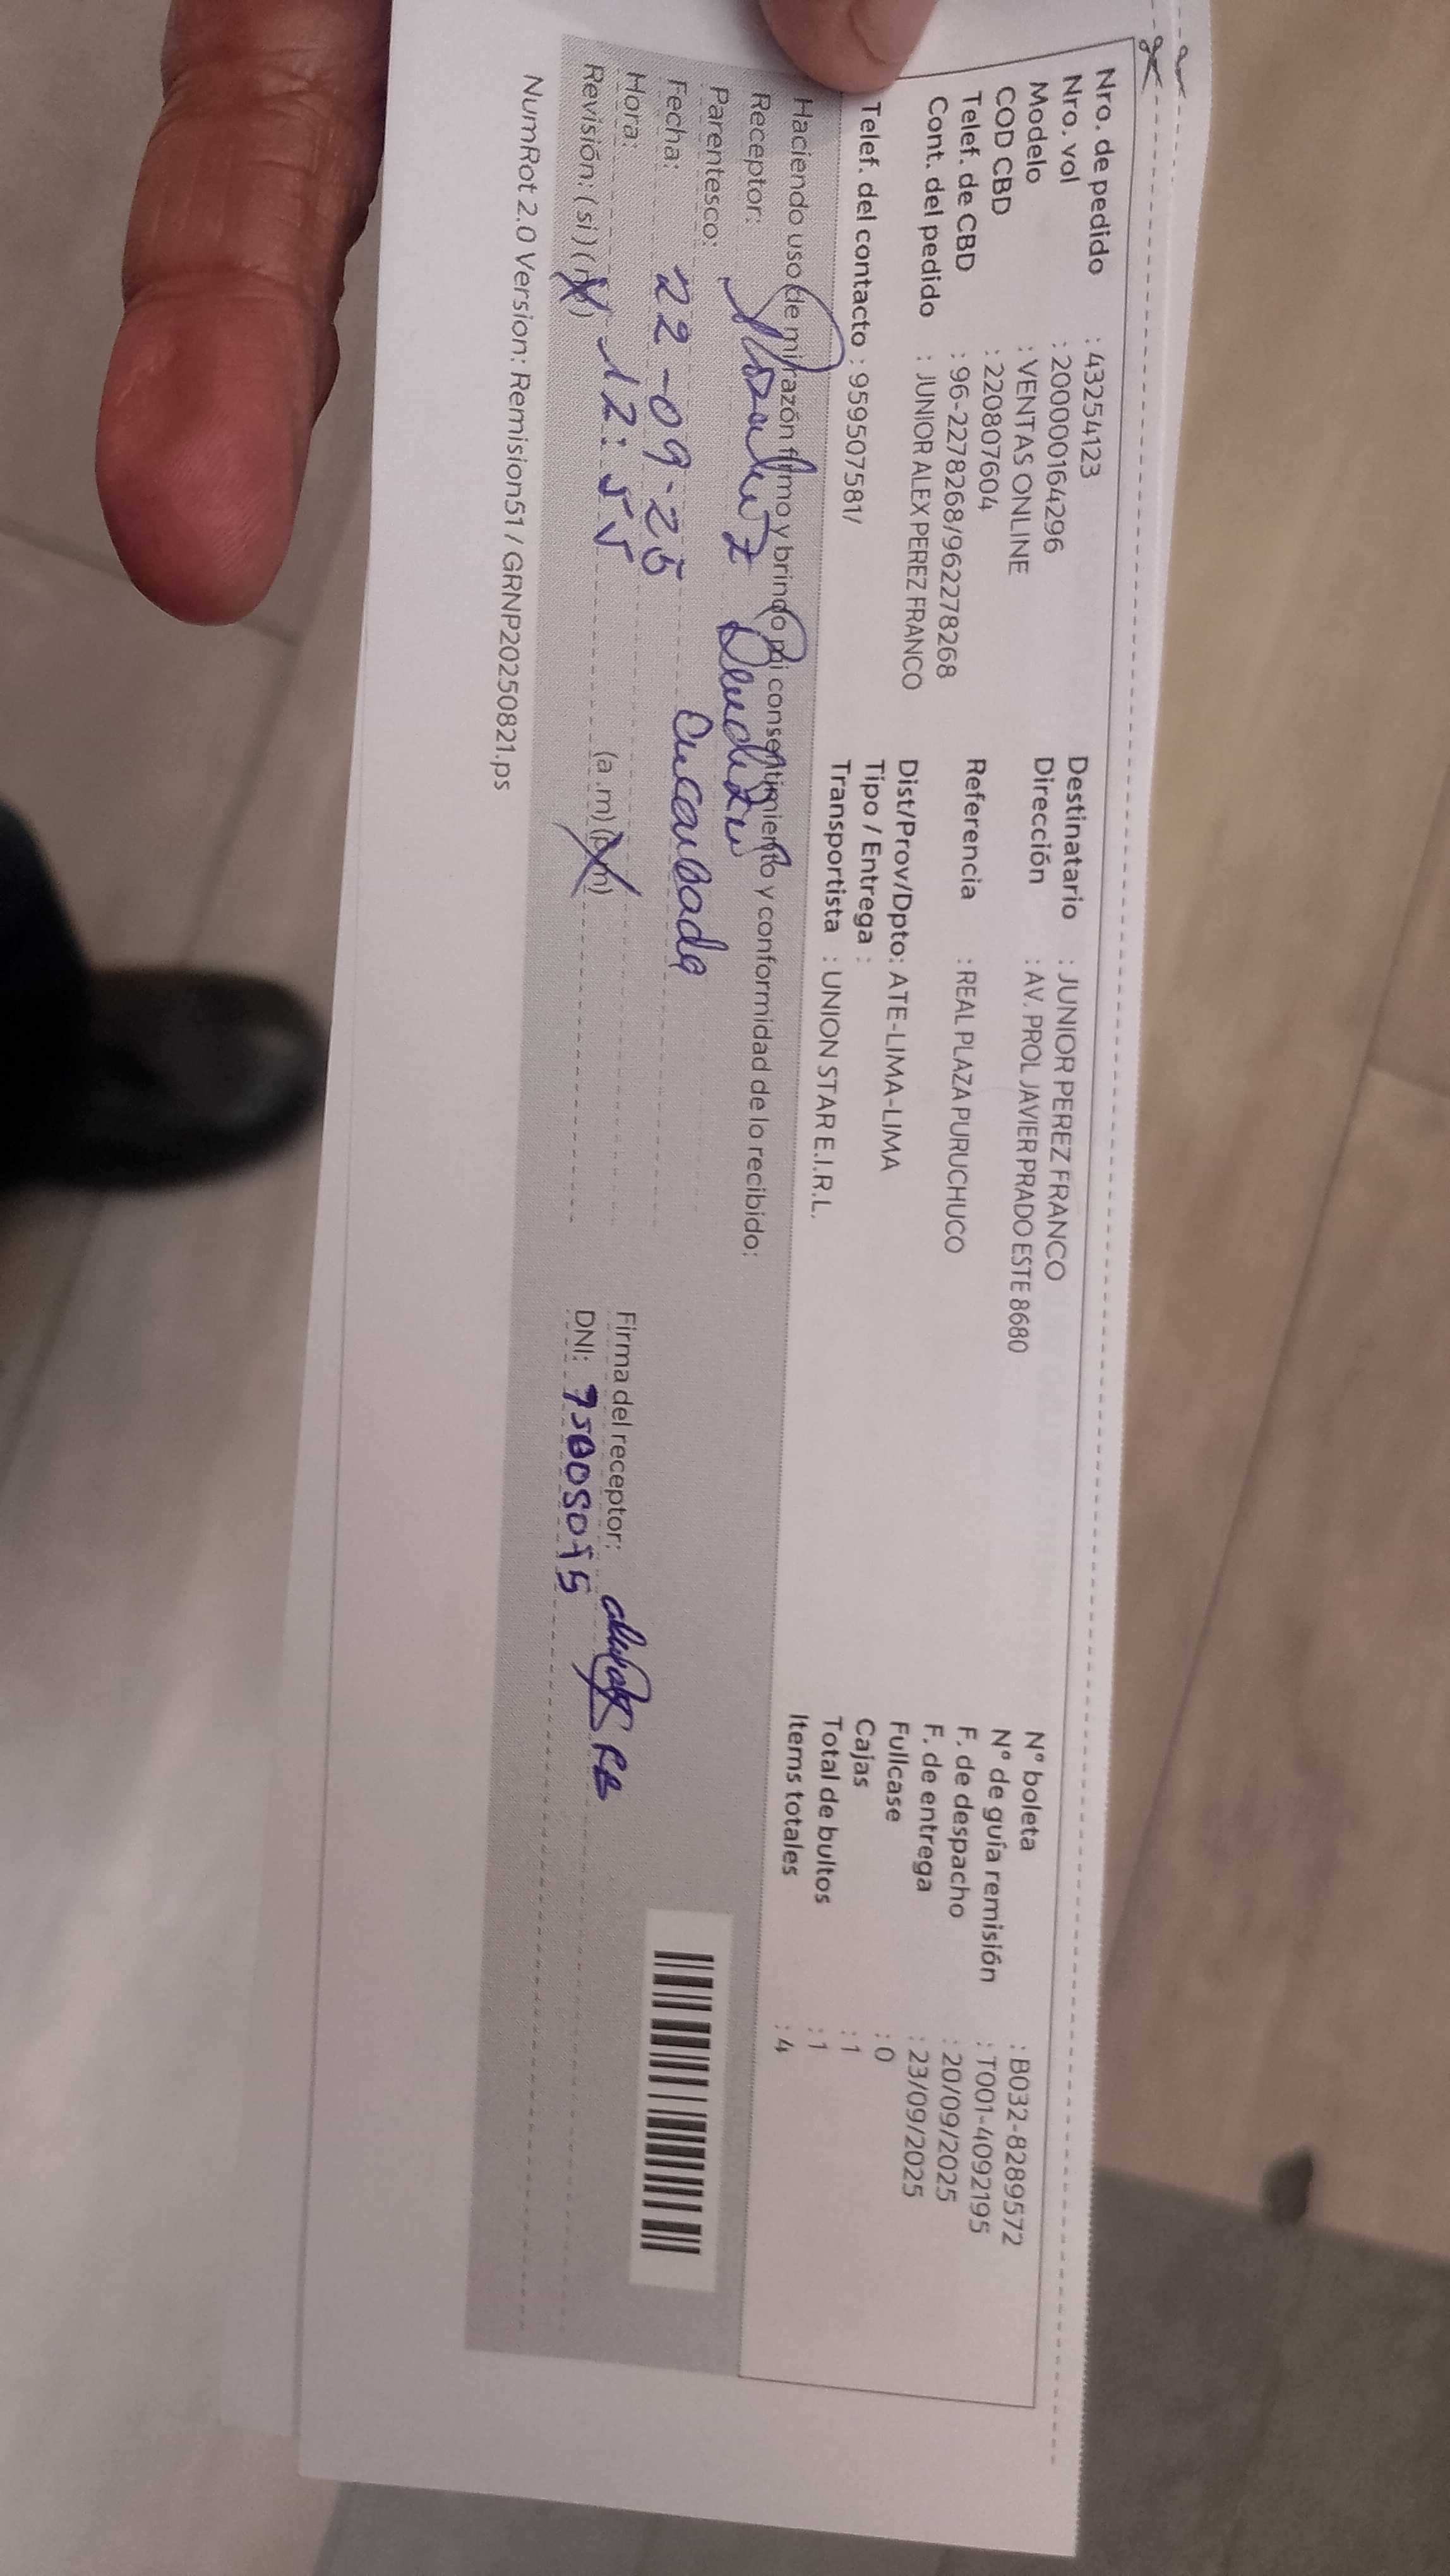 Nro. de pedido : 43254123
Nro. vol : 200000164296
Modelo : VENTAS ONLINE
COD CBD : 220807604
Telef. de CBD : 96-2278268/962278268
Cont. del pedido : JUNIOR ALEX PEREZ FRANCO
Telef. del contacto : 959507581/
Destinatario : JUNIOR PEREZ FRANCO
Dirección : AV. PROL JAVIER PRADO ESTE 8680
Referencia : REAL PLAZA PURUCHUCO
Dist/Prov/Dpto: ATE-LIMA-LIMA
Tipo / Entrega :
Transportista : UNION STAR E.I.R.L.
N° boleta : B032-8289572
N° de guía remisión : T001-4092195
F. de despacho : 20/09/2025
F. de entrega : 23/09/2025
Fullcase : 0
Cajas : 1
Total de bultos : 1
Items totales : 4
Haciendo uso de mi razón firmo y brindo mi consentimiento y conformidad de lo recibido:
Receptor:
Parentesco:
Fecha: 22-09-25
Hora: 12:55 (a.m) (p.m)
Revisión: (si) (no)
Firma del receptor:
DNI:
NumRot 2.0 Version: Remision51 / GRNP20250821.ps